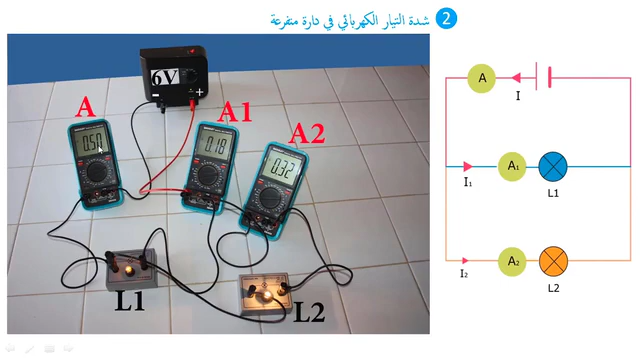 2 شدة التيار الكهربائي في دارة متفرعة
6V
- +
A
0.50
A1
0.18
A2
0.32
L1
L2
A
I
A1
I1
L1
A2
I2
L2